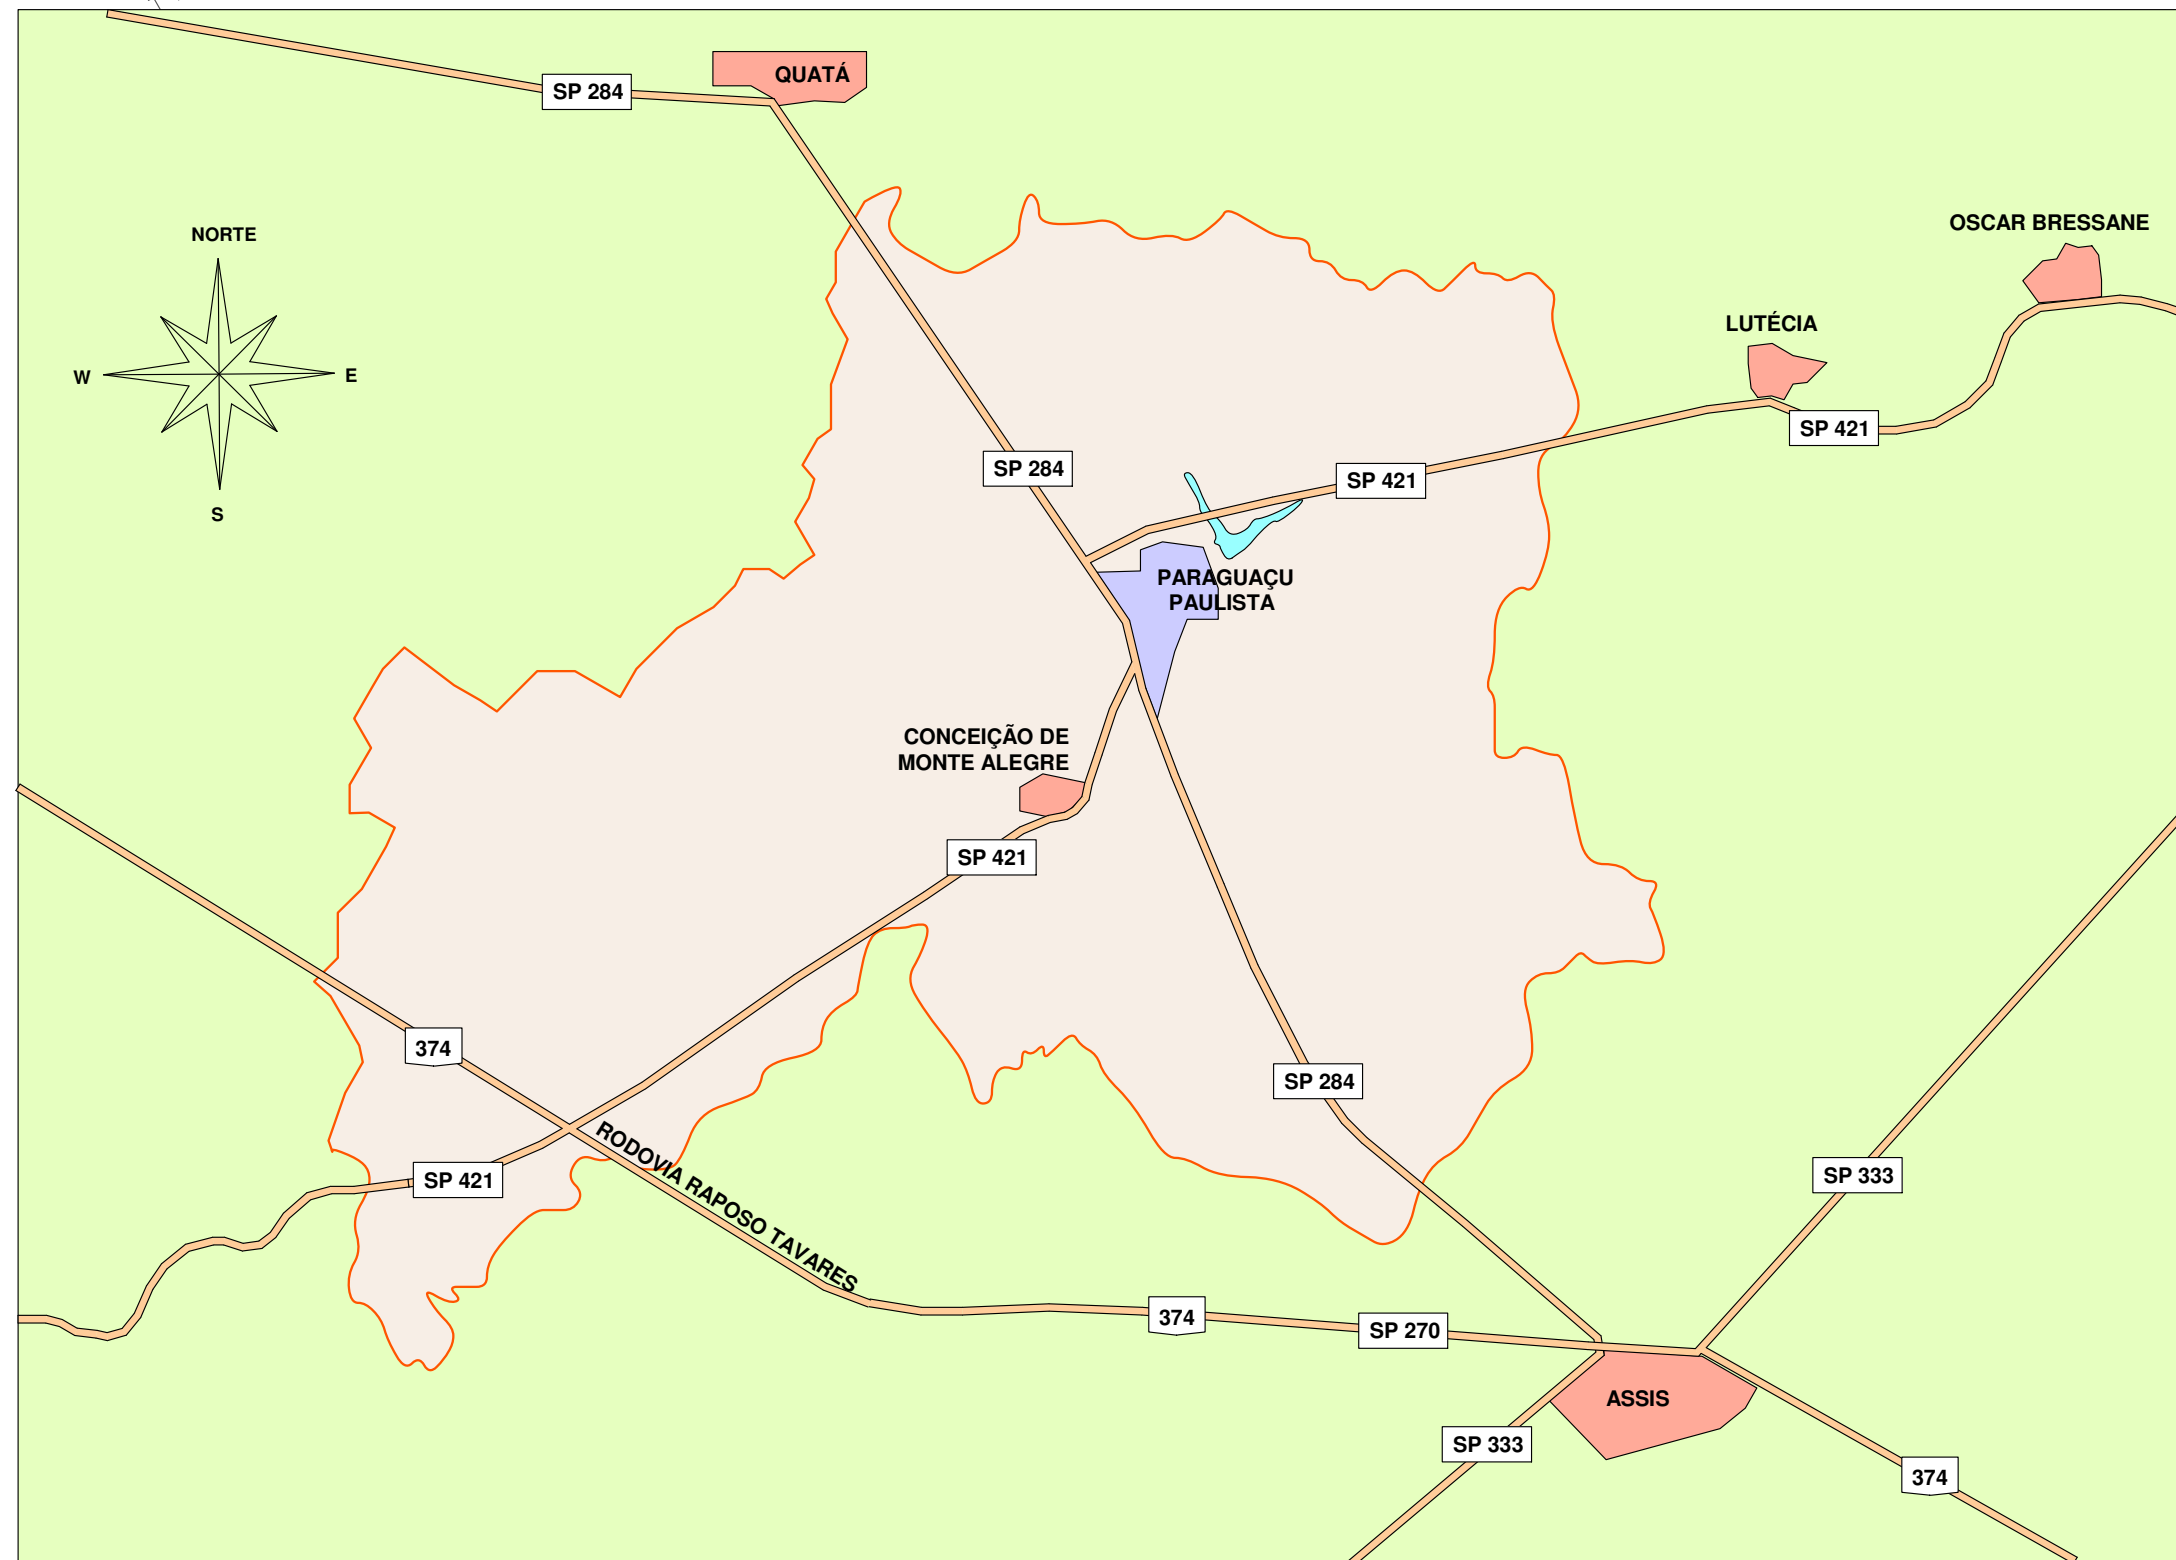 QUATÁ
SP 284
OSCAR BRESSANE
NORTE
LUTÉCIA
W
E
SP 421
SP 284
SP 421
S
PARAGUAÇU
PAULISTA
CONCEIÇÃO DE
MONTE ALEGRE
SP 421
374
SP 284
RODOVIA RAPOSO TAVARES
SP 333
SP 421
374
SP 270
ASSIS
SP 333
374